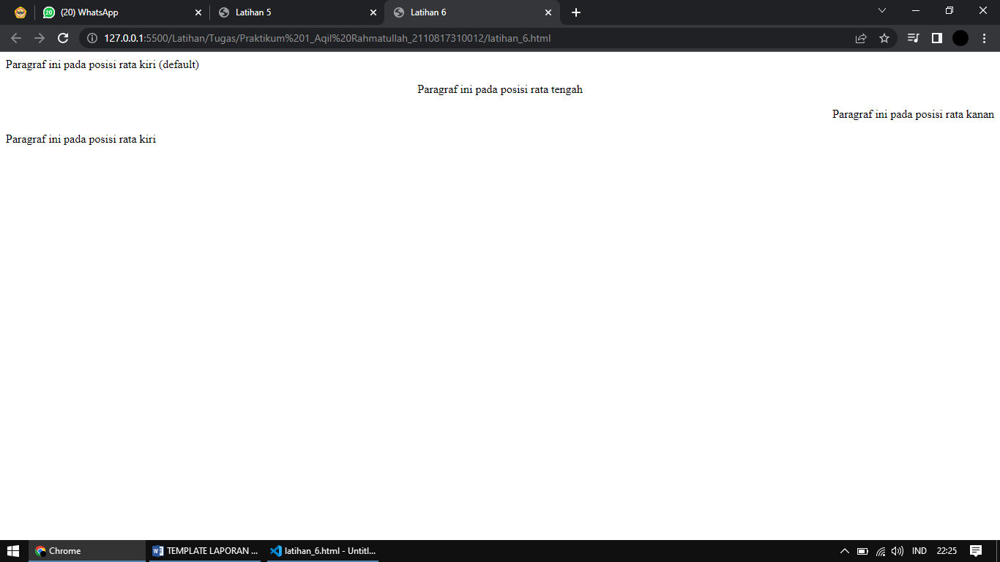 (20) WhatsApp
Latihan 5
Latihan 6
127.0.0.1:5500/Latihan/Tugas/Praktikum%201_Aqil%20Rahmatullah_2110817310012/latihan_6.html
Paragraf ini pada posisi rata kiri (default)
Paragraf ini pada posisi rata tengah
Paragraf ini pada posisi rata kanan
Paragraf ini pada posisi rata kiri
Chrome
TEMPLATE LAPORAN ...
latihan_6.html - Untitl...
IND
22:25